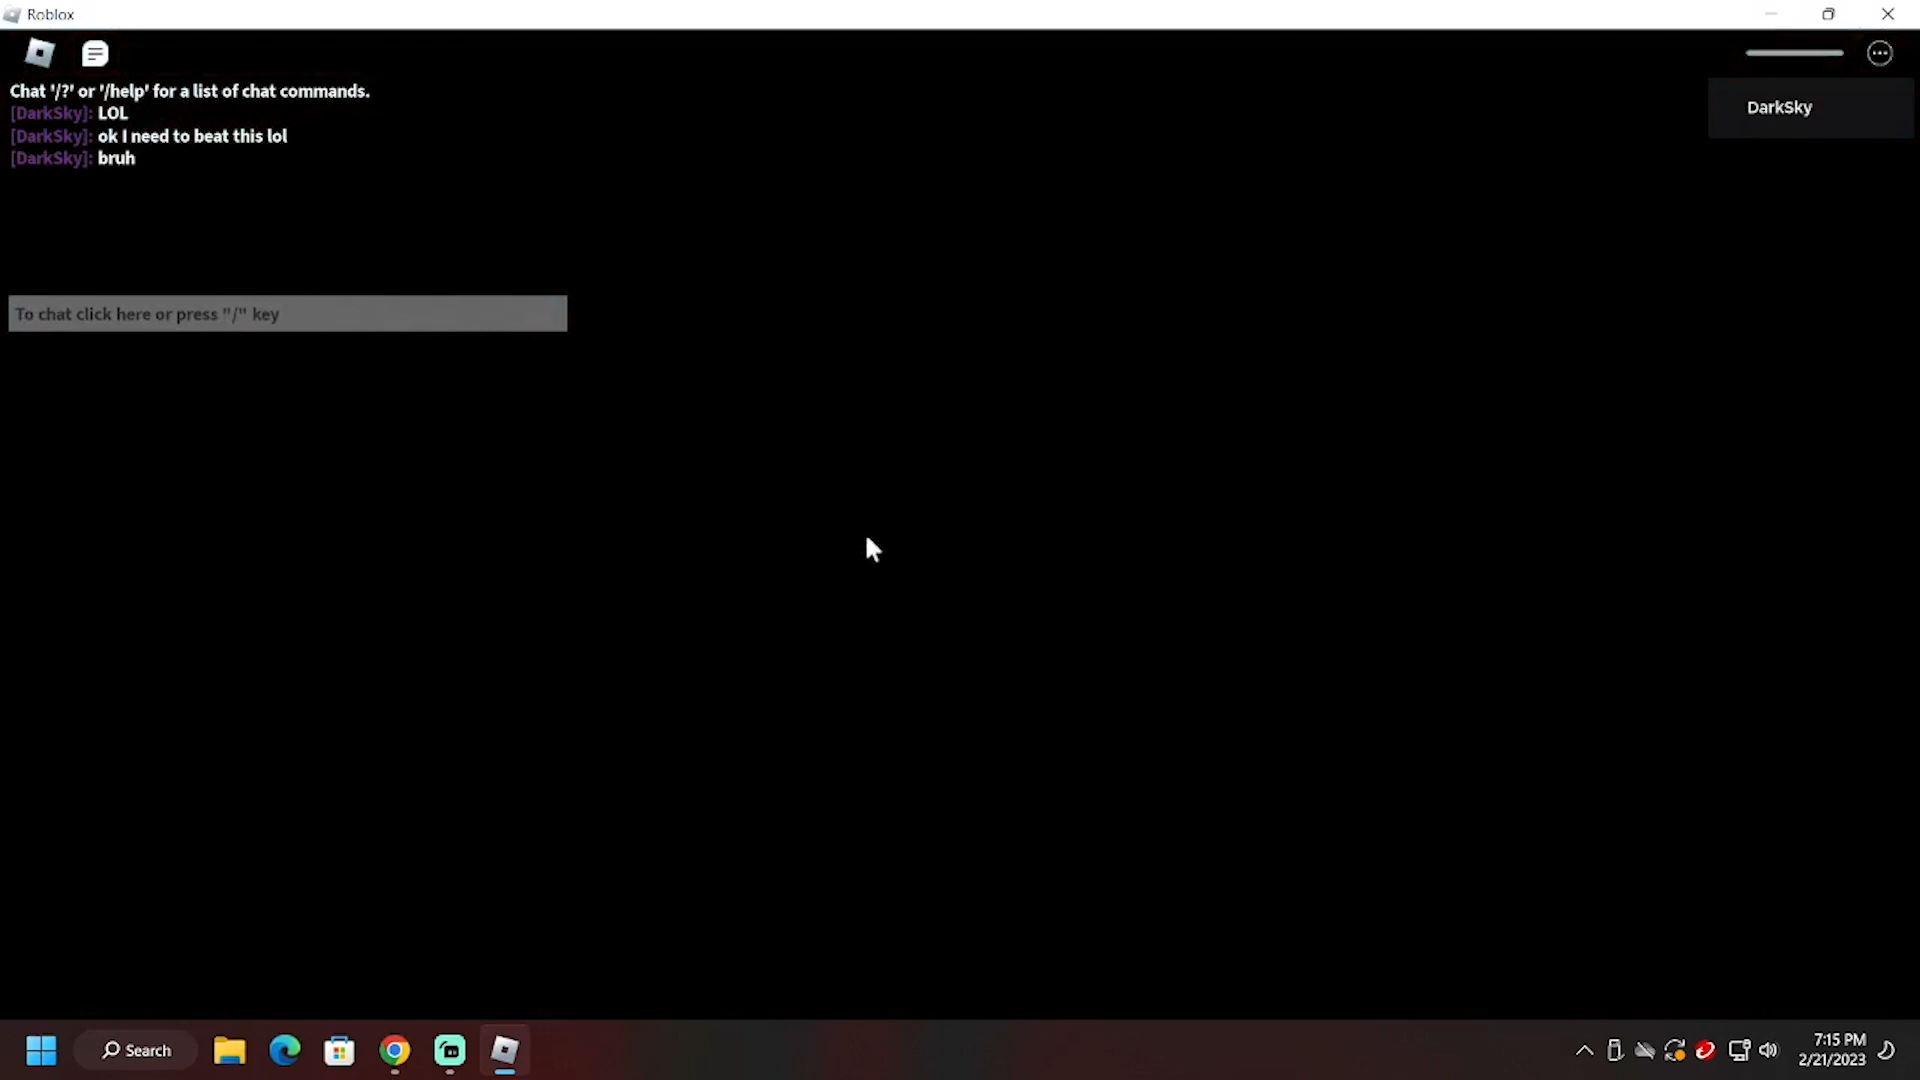 Roblox
Chat '/?' or '/help' for a list of chat commands.
[DarkSky]: LOL
[DarkSky]: ok I need to beat this lol
[DarkSky]: bruh
DarkSky
To chat click here or press "/" key
Search
7:15 PM
2/21/2023